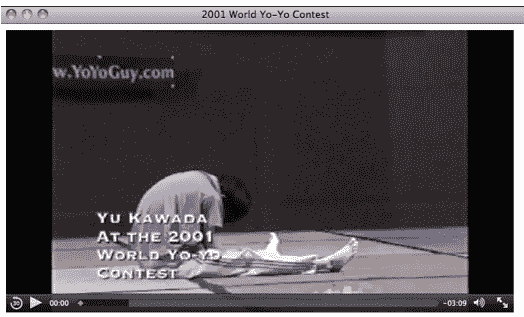 2001 World Yo-Yo Contest
w.YoYoGuy.com
Yu Kawada
At the 2001
World Yo-Yo
Contest
30
00:00
-03:09